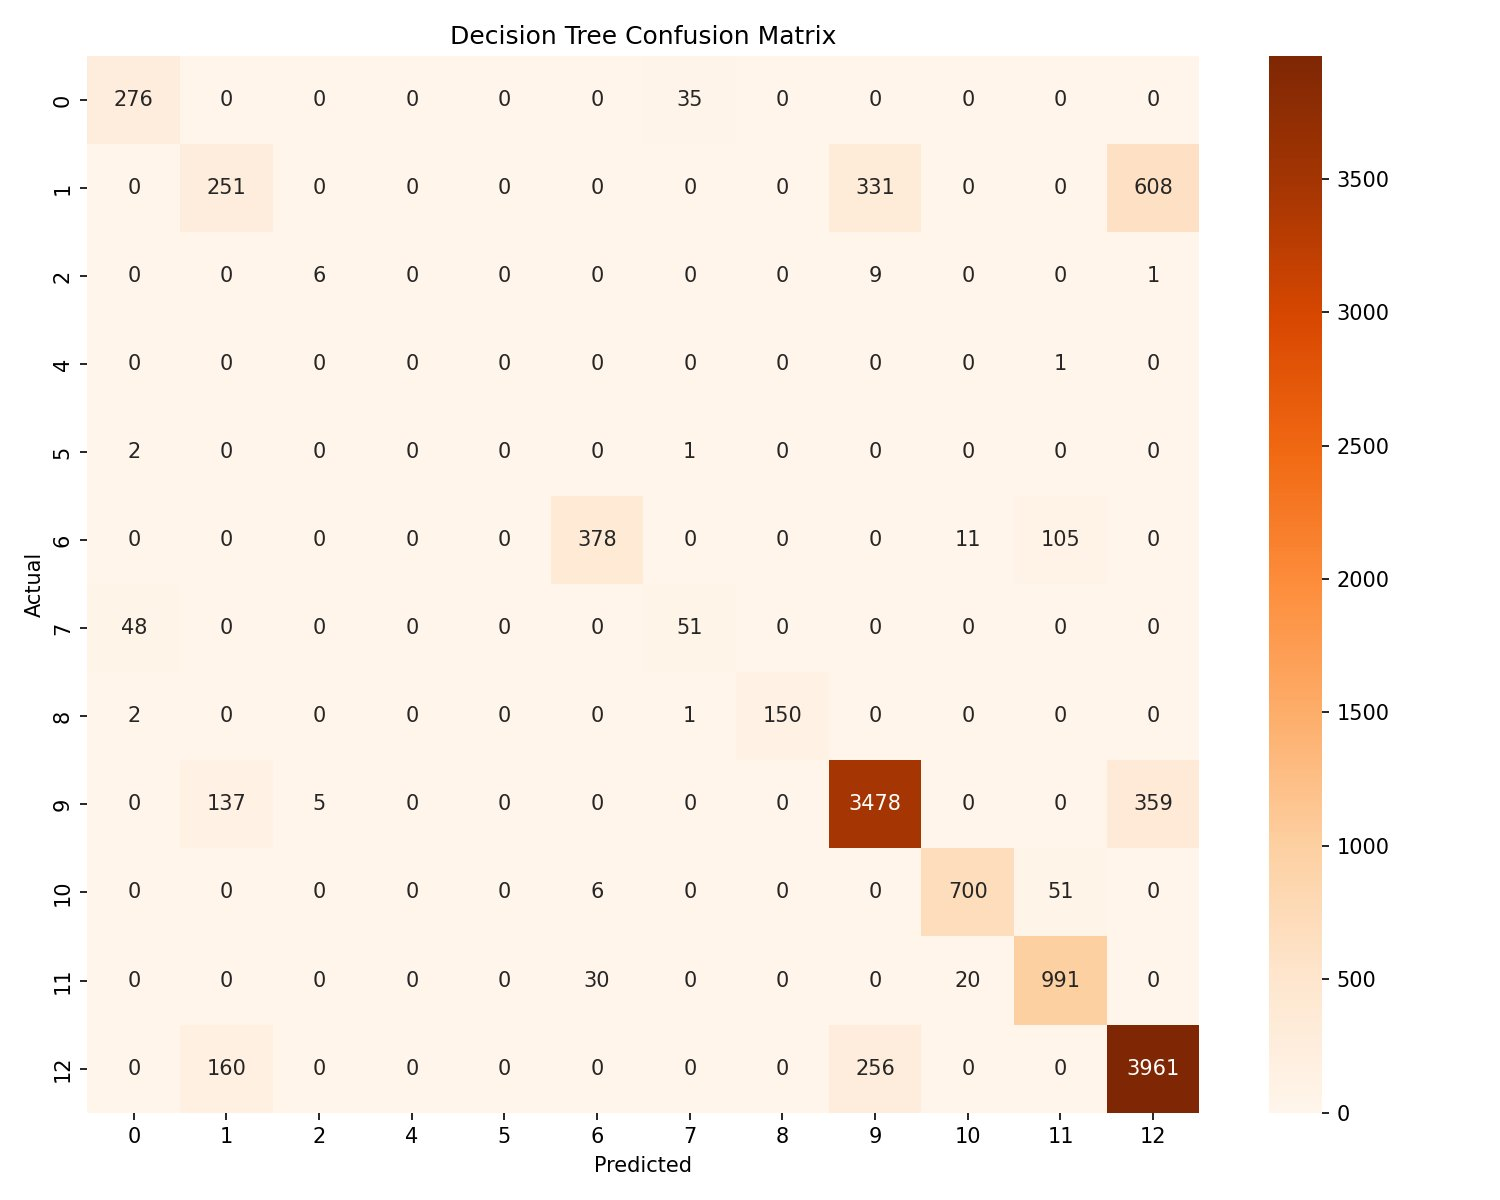 Decision Tree Confusion Matrix
0 276 0 0 0 0 0 35 0 0 0 0 0
1 0 251 0 0 0 0 0 0 331 0 0 608
2 0 0 6 0 0 0 0 0 9 0 0 1
4 0 0 0 0 0 0 0 0 0 0 1 0
5 2 0 0 0 0 0 1 0 0 0 0 0
6 0 0 0 0 0 378 0 0 0 11 105 0
7 48 0 0 0 0 0 51 0 0 0 0 0
8 2 0 0 0 0 0 1 150 0 0 0 0
9 0 137 5 0 0 0 0 0 3478 0 0 359
10 0 0 0 0 0 6 0 0 0 700 51 0
11 0 0 0 0 0 30 0 0 0 20 991 0
12 0 160 0 0 0 0 0 0 256 0 0 3961
0 1 2 4 5 6 7 8 9 10 11 12
Predicted
Actual
3500
3000
2500
2000
1500
1000
500
0